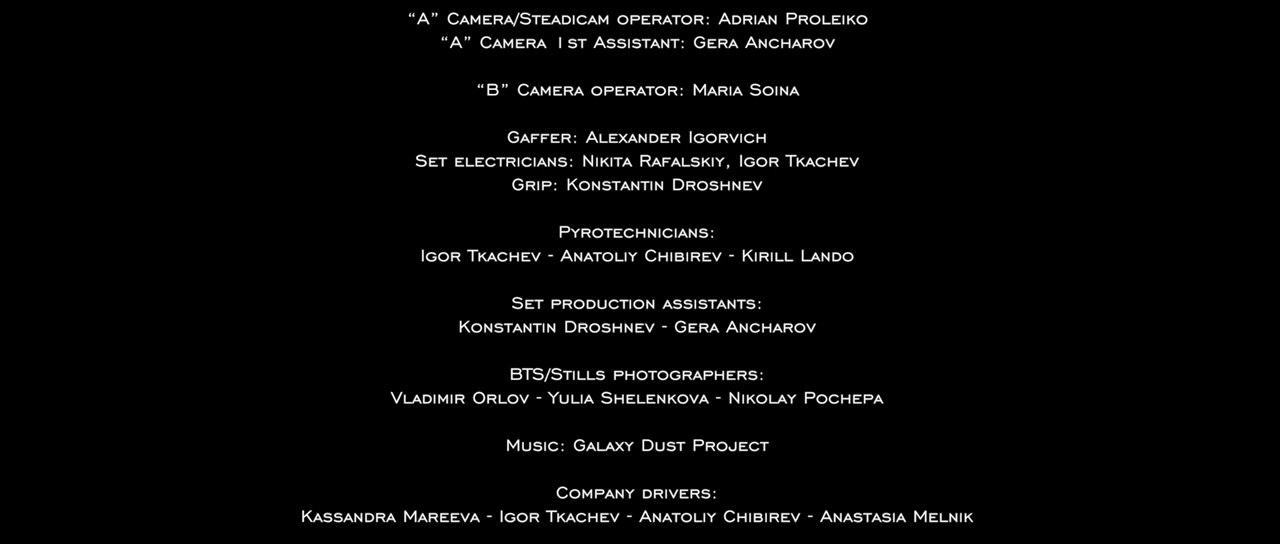 “A” Camera/Steadicam operator: Adrian Proleiko
“A” Camera 1st Assistant: Gera Ancharov
“B” Camera operator: Maria Soina
Gaffer: Alexander Igorvich
Set electricians: Nikita Rafalskiy, Igor Tkachev
Grip: Konstantin Droshnev
Pyrotechnicians:
Igor Tkachev - Anatoliy Chibirev - Kirill Lando
Set production assistants:
Konstantin Droshnev - Gera Ancharov
BTS/Stills photographers:
Vladimir Orlov - Yulia Shelenkova - Nikolay Pochepa
Music: Galaxy Dust Project
Company drivers:
Kassandra Mareeva - Igor Tkachev - Anatoliy Chibirev - Anastasia Melnik